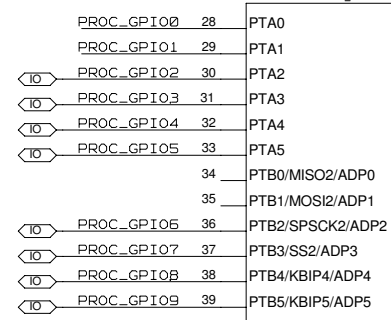 PROC_GPIO0 28 PTA0
PROC_GPIO1 29 PTA1
IO PROC_GPIO2 30 PTA2
IO PROC_GPIO3 31 PTA3
IO PROC_GPIO4 32 PTA4
IO PROC_GPIO5 33 PTA5
34 PTB0/MISO2/ADP0
35 PTB1/MOSI2/ADP1
IO PROC_GPIO6 36 PTB2/SPSCK2/ADP2
IO PROC_GPIO7 37 PTB3/SS2/ADP3
IO PROC_GPIO8 38 PTB4/KBIP4/ADP4
IO PROC_GPIO9 39 PTB5/KBIP5/ADP5